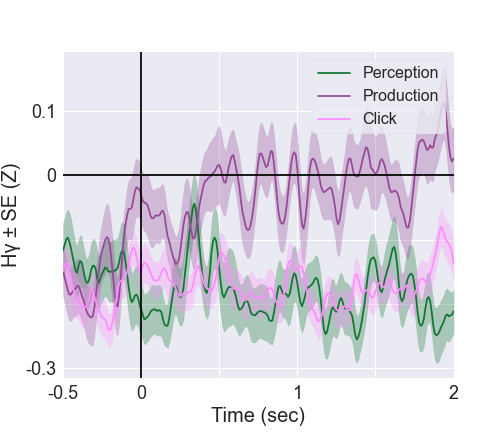 Perception
Production
Click
Hγ ± SE (Z)
0.1
0
-0.3
-0.5 0 1 2
Time (sec)